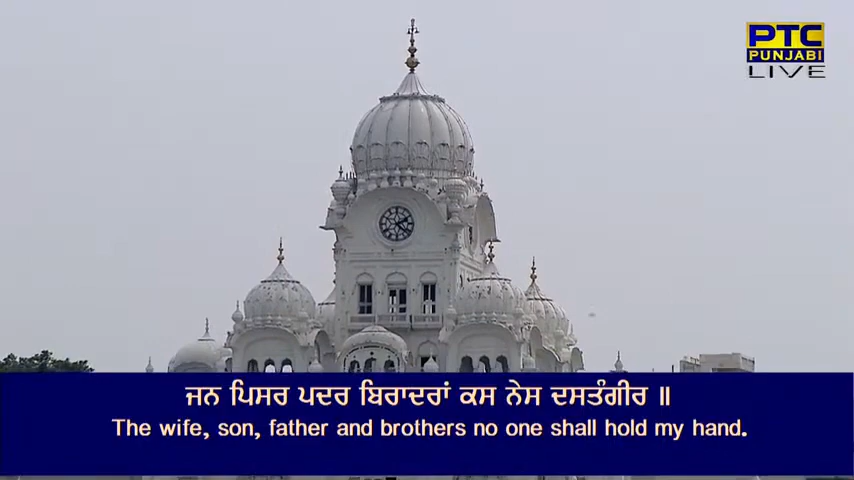 PTC
PUNJABI
LIVE
ਜਨ ਪਿਸਰ ਪਦਰ ਬਿਰਾਦਰਾਂ ਕਸ ਨੇਸ ਦਸਤੰਗੀਰ ॥
The wife, son, father and brothers no one shall hold my hand.